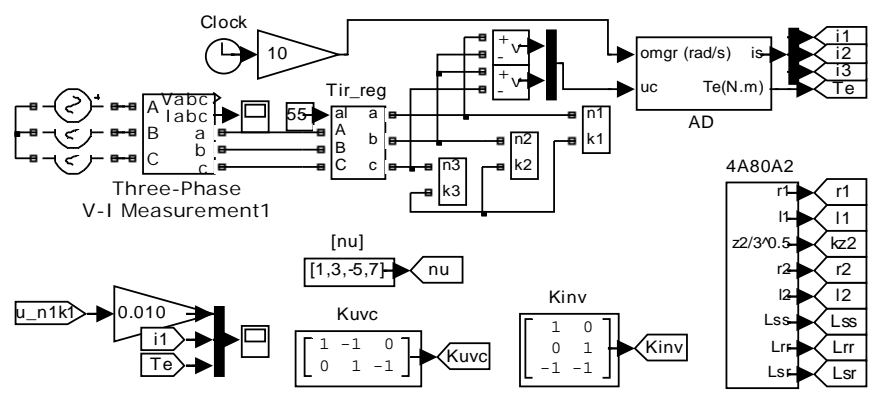 Clock
10
omgr (rad/s)
is
uc
Te(N.m)
AD
i1
i2
i3
Te
+
v
-
+
v
-
Vabc
Iabc
A
B
C
a
b
c
Three-Phase
V-I Measurement1
55
Tir_reg
al
A
B
C
a
b
c
n1
k1
n2
k2
n3
k3
4A80A2
r1
l1
z2/3^0.5
r2
l2
Lss
Lrr
Lsr
r1
l1
kz2
r2
l2
Lss
Lrr
Lsr
[nu]
[1,3,-5,7]
nu
u_n1k1
0.010
i1
Te
Kuvc
1 -1 0
0 1 -1
Kuvc
Kinv
1 0
0 1
-1 -1
Kinv